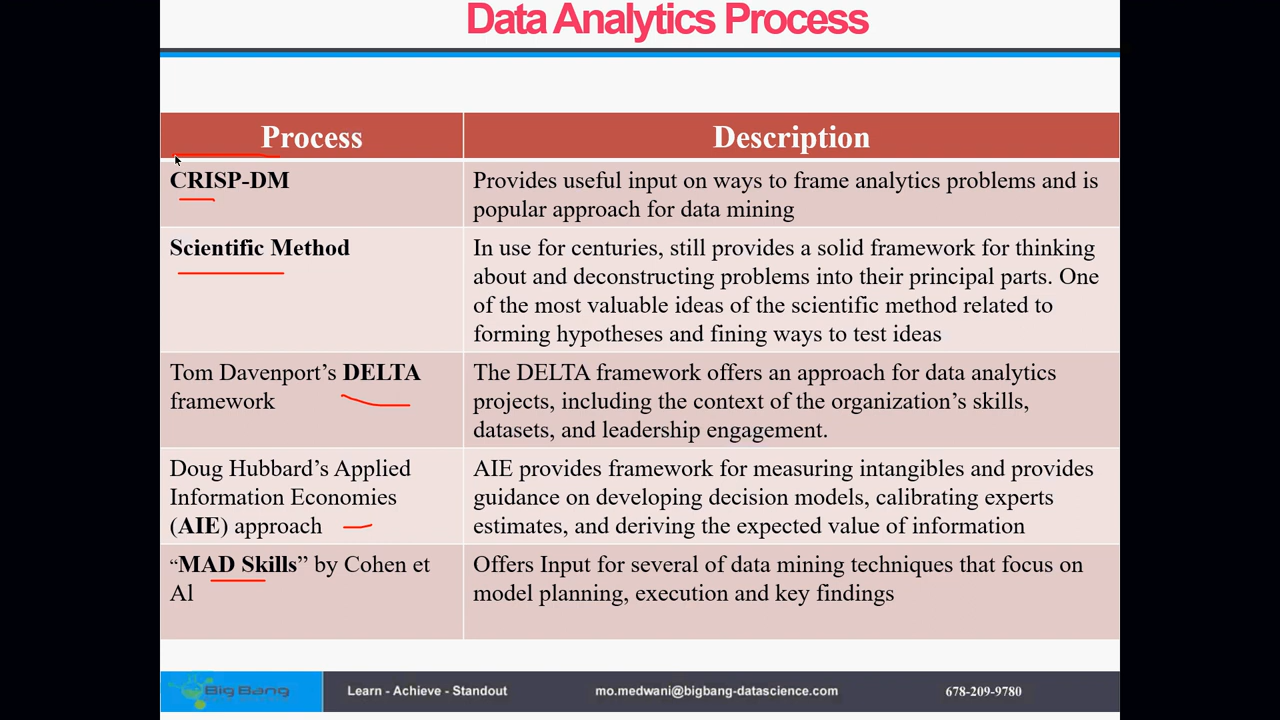 Data Analytics Process
Process
Description
CRISP-DM
Provides useful input on ways to frame analytics problems and is
popular approach for data mining
Scientific Method
In use for centuries, still provides a solid framework for thinking
about and deconstructing problems into their principal parts. One
of the most valuable ideas of the scientific method related to
forming hypotheses and fining ways to test ideas
Tom Davenport's DELTA
framework
The DELTA framework offers an approach for data analytics
projects, including the context of the organization's skills,
datasets, and leadership engagement.
Doug Hubbard's Applied
Information Economies
(AIE) approach
AIE provides framework for measuring intangibles and provides
guidance on developing decision models, calibrating experts
estimates, and deriving the expected value of information
“MAD Skills” by Cohen et
Al
Offers Input for several of data mining techniques that focus on
model planning, execution and key findings
Big Bang
Learn - Achieve - Standout
mo.medwani@bigbang-datascience.com
678-209-9780